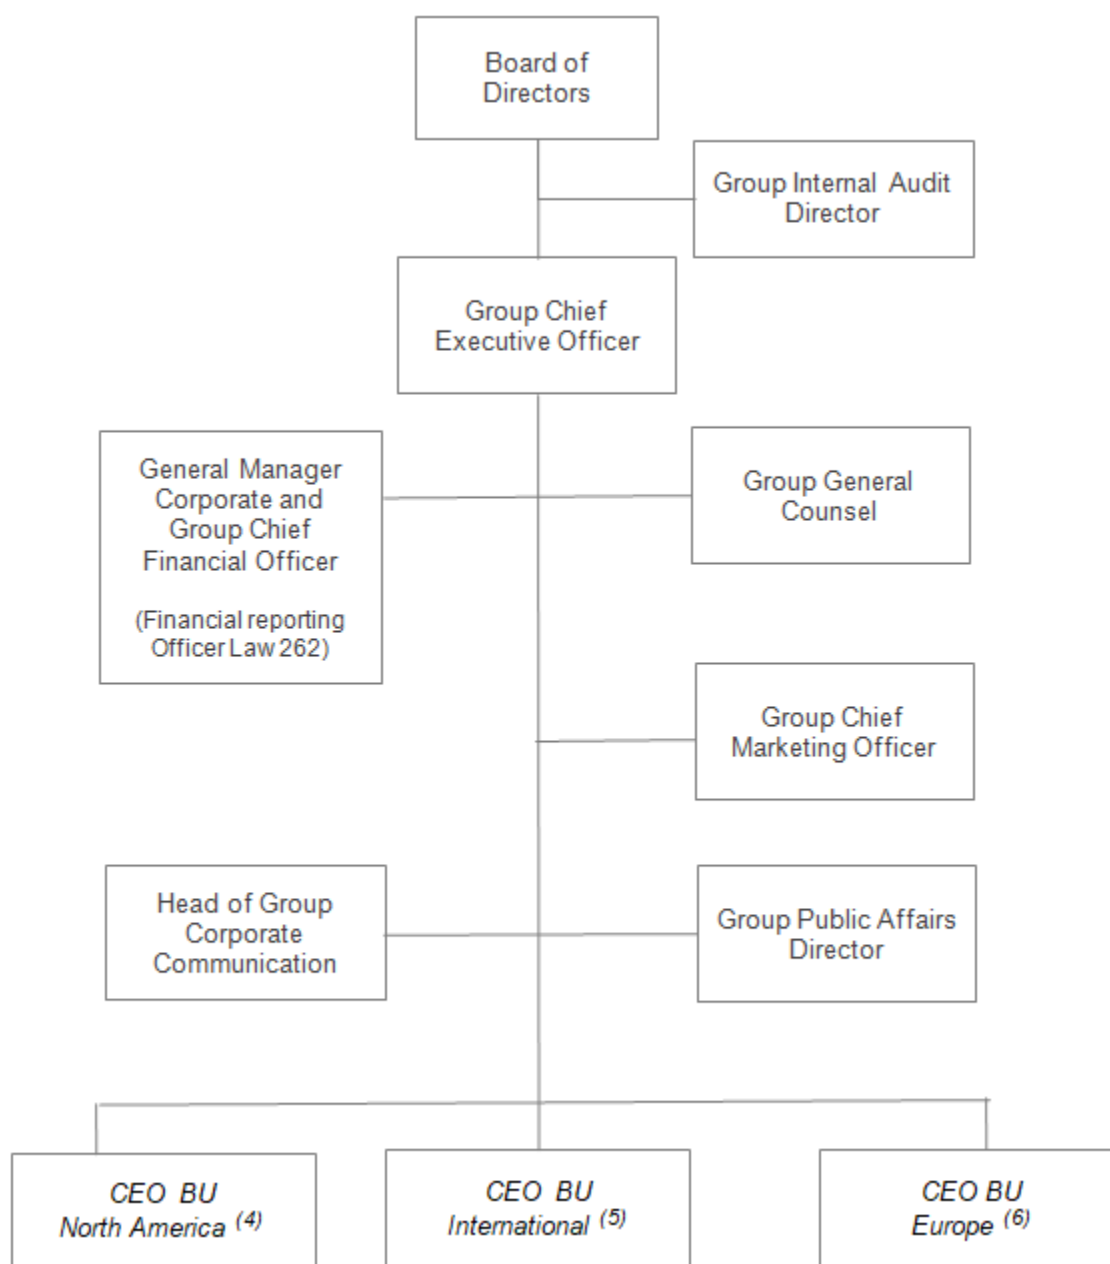 Board of
Directors
Group Internal Audit
Director
Group Chief
Executive Officer
General Manager
Corporate and
Group Chief
Financial Officer
(Financial reporting
Officer Law 262)
Group General
Counsel
Group Chief
Marketing Officer
Head of Group
Corporate
Communication
Group Public Affairs
Director
CEO BU
North America (4)
CEO BU
International (5)
CEO BU
Europe (6)